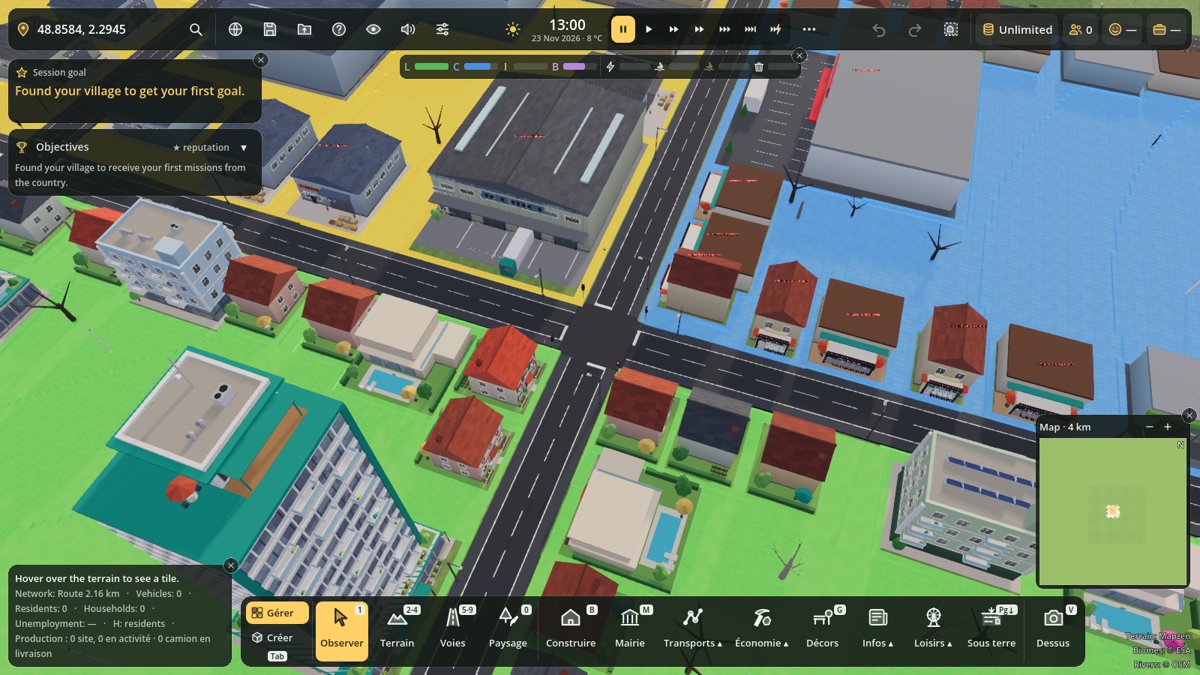 48.8584, 2.2945
13:00
23 Nov 2026 · 8 °C
Unlimited
0
—
—
L
C
I
B
Session goal
Found your village to get your first goal.
Objectives
★ reputation ▼
Found your village to receive your first missions from
the country.
Map · 4 km
− +
N
Hover over the terrain to see a tile.
Network: Route 2.16 km · Vehicles: 0 ·
Residents: 0 · Households: 0 ·
Unemployment: — · H: residents ·
Production : 0 site, 0 en activité · 0 camion en
livraison
Gérer
Créer
Tab
1
Observer
2-4
Terrain
5-9
Voies
0
Paysage
B
Construire
M
Mairie
Transports ▴
Économie ▴
G
Décors
Infos ▴
Loisirs ▴
Pg↓
Sous terre
V
Dessus
Terrain: Mapzen
Biomes: © ESA
Rivers: © OSM